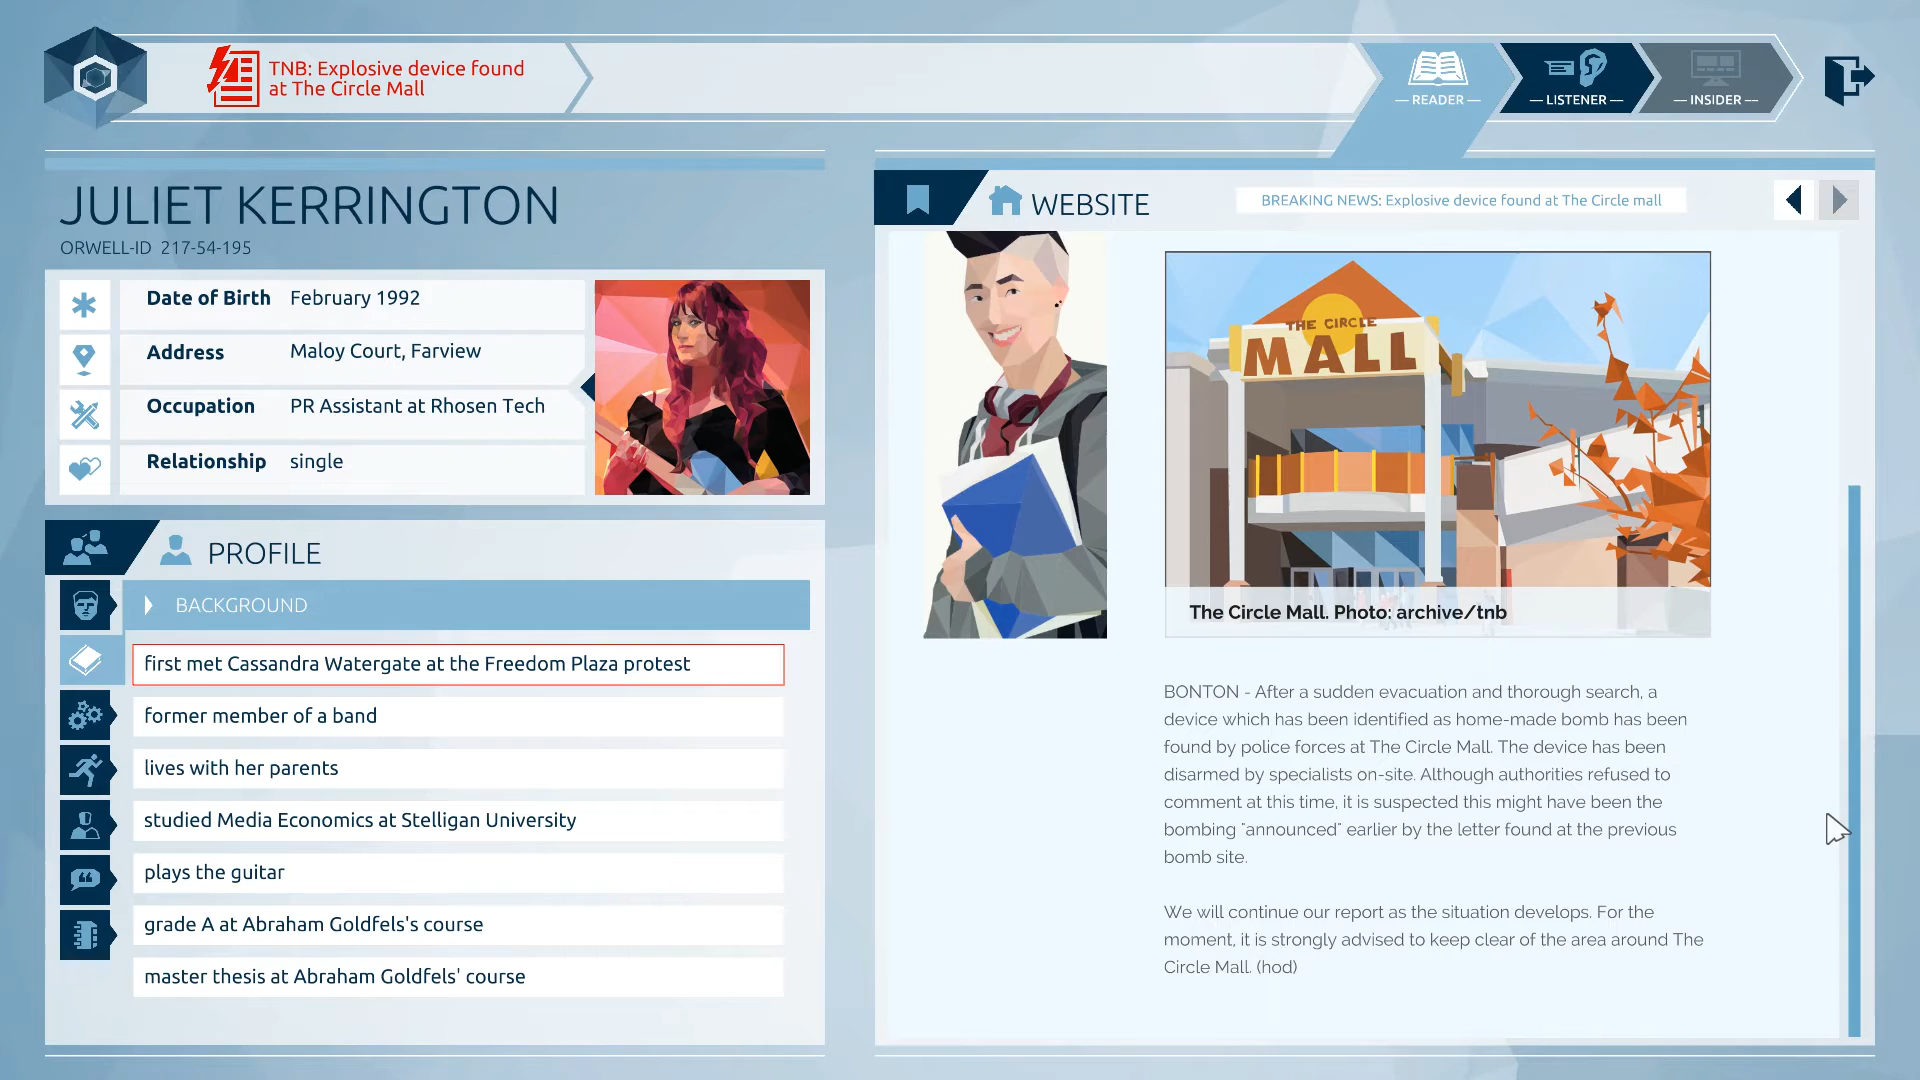 TNB: Explosive device found
at The Circle Mall
READER
LISTENER
INSIDER
JULIET KERRINGTON
ORWELL-ID 217-54-195
Date of Birth February 1992
Address Maloy Court, Farview
Occupation PR Assistant at Rhosen Tech
Relationship single
PROFILE
BACKGROUND
first met Cassandra Watergate at the Freedom Plaza protest
former member of a band
lives with her parents
studied Media Economics at Stelligan University
plays the guitar
grade A at Abraham Goldfels's course
master thesis at Abraham Goldfels' course
WEBSITE
BREAKING NEWS: Explosive device found at The Circle mall
THE CIRCLE
MALL
The Circle Mall. Photo: archive/tnb
BONTON - After a sudden evacuation and thorough search, a
device which has been identified as home-made bomb has been
found by police forces at The Circle Mall. The device has been
disarmed by specialists on-site. Although authorities refused to
comment at this time, it is suspected this might have been the
bombing "announced" earlier by the letter found at the previous
bomb site.
We will continue our report as the situation develops. For the
moment, it is strongly advised to keep clear of the area around The
Circle Mall. (hod)